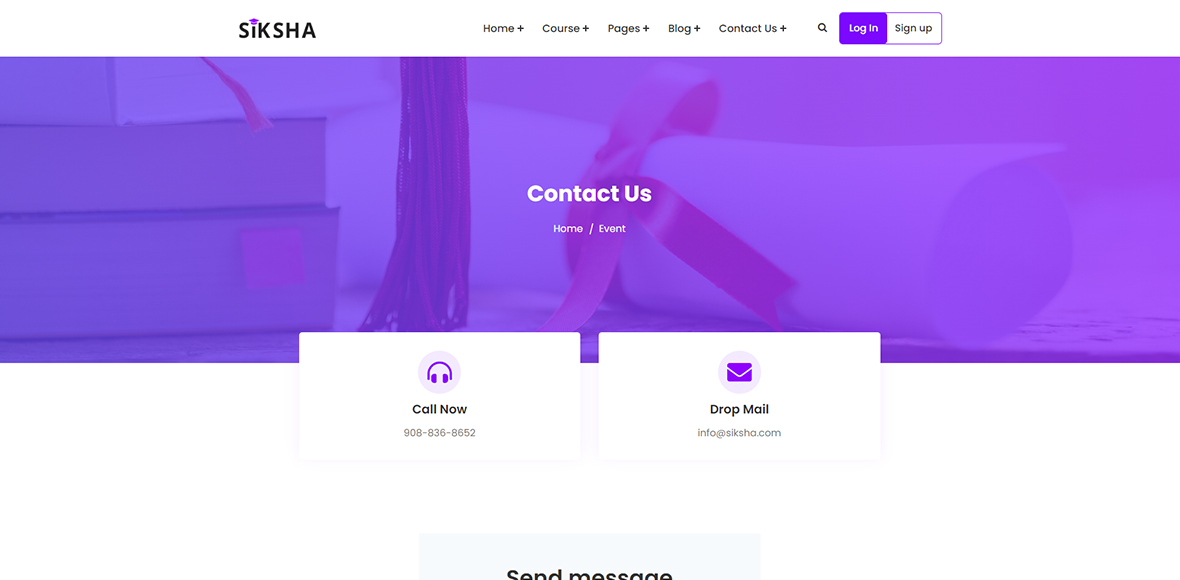 SiKSHA
Home + Course + Pages + Blog + Contact Us + Log In Sign up
Contact Us
Home / Event
Call Now
908-836-8652
Drop Mail
info@siksha.com
Send message